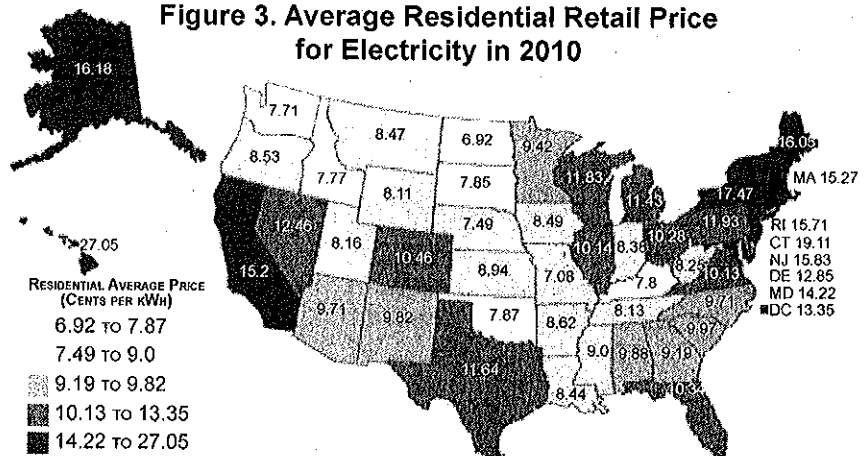 Figure 3. Average Residential Retail Price
for Electricity in 2010
16.18
7.71
8.47
6.92
9.42
16.05
8.53
7.77
8.11
7.85
11.83
11.43
17.47
MA 15.27
12.46
8.16
7.49
8.49
11.93
RI 15.71
27.05
15.2
10.46
8.94
7.08
10.14
8.36
10.28
8.25
10.13
CT 19.11
NJ 15.83
DE 12.85
MD 14.22
DC 13.35
7.8
RESIDENTIAL AVERAGE PRICE
(CENTS PER KWH)
6.92 TO 7.87
7.49 TO 9.0
9.19 TO 9.82
10.13 TO 13.35
14.22 TO 27.05
9.71
9.82
7.87
8.62
8.13
9.71
9.97
11.64
9.0
9.88
9.19
8.44
10.34